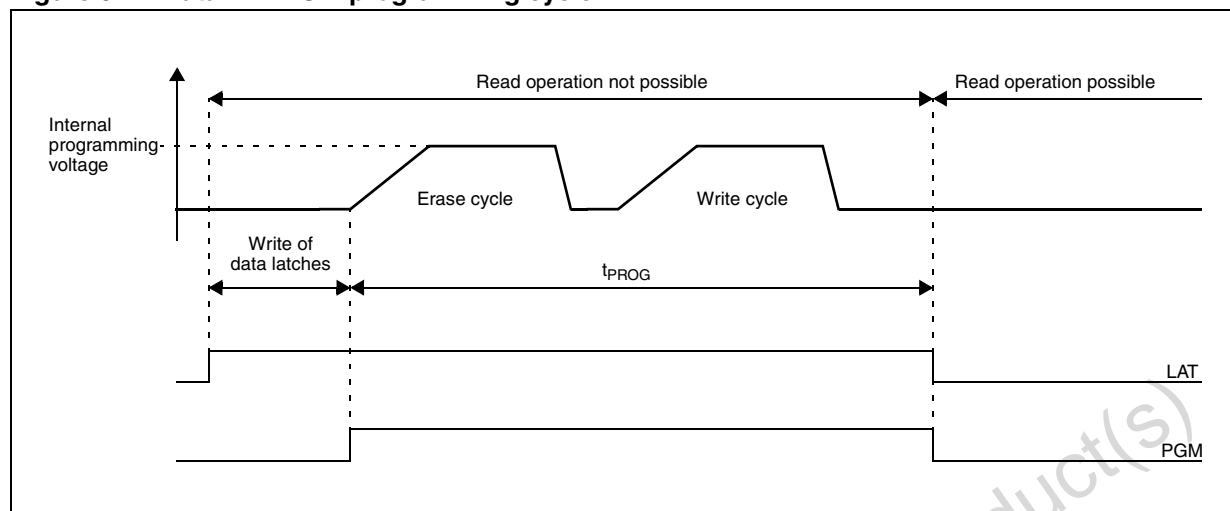 Read operation not possible
Read operation possible
Internal
programming
voltage
Erase cycle
Write cycle
Write of
data latches
tPROG
LAT
PGM